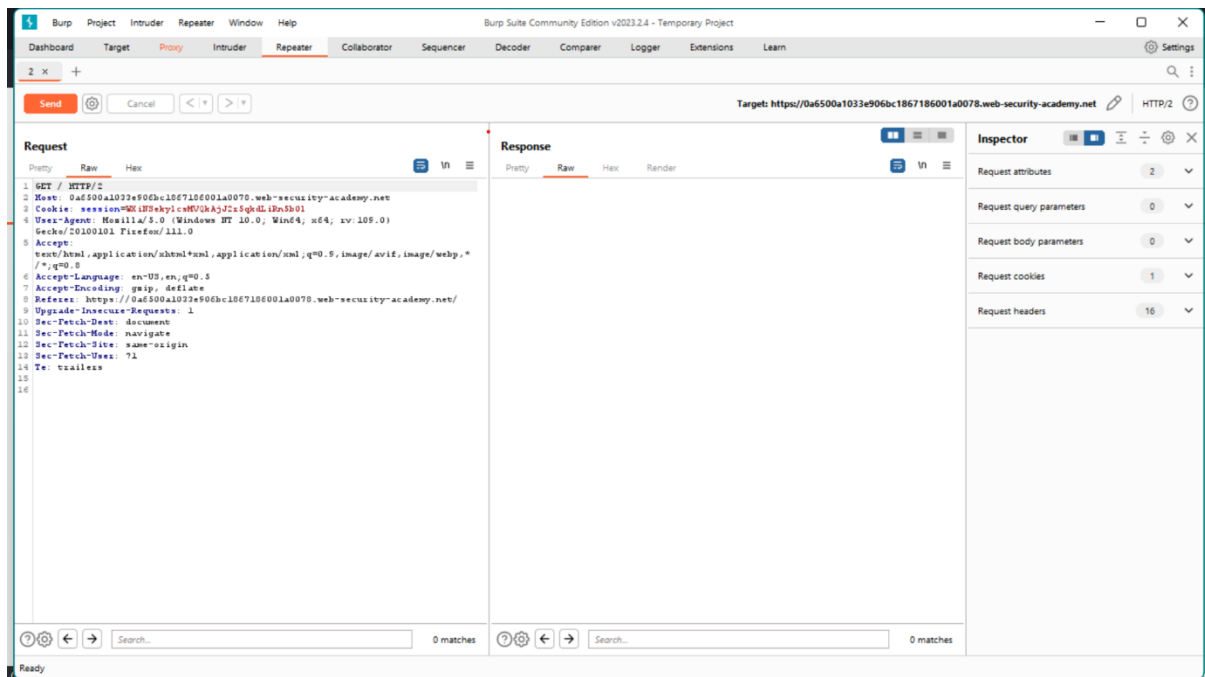 Burp Project Intruder Repeater Window Help Burp Suite Community Edition v2023.2.4 - Temporary Project
Dashboard Target Proxy Intruder Repeater Collaborator Sequencer Decoder Comparer Logger Extensions Learn Settings
2 × +
Send Cancel < > Target: https://0a6500a1033e906bc1867186001a0078.web-security-academy.net HTTP/2
Request
Pretty Raw Hex \n
1 GET / HTTP/2
2 Host: 0a6500a1033e906bc1867186001a0078.web-security-academy.net
3 Cookie:
4 User-Agent: Mozilla/5.0 (Windows NT 10.0; Win64; x64; rv:109.0)
Gecko/20100101 Firefox/111.0
5 Accept:
text/html,application/xhtml+xml,application/xml;q=0.9,image/avif,image/webp,*
/*;q=0.8
6 Accept-Language: en-US,en;q=0.5
7 Accept-Encoding: gzip, deflate
8 Referer: https://0a6500a1033e906bc1867186001a0078.web-security-academy.net/
9 Upgrade-Insecure-Requests: 1
10 Sec-Fetch-Dest: document
11 Sec-Fetch-Mode: navigate
12 Sec-Fetch-Site: same-origin
13 Sec-Fetch-User: ?1
14 Te: trailers
15
16
Search... 0 matches
Response
Pretty Raw Hex Render \n
Search... 0 matches
Inspector
Request attributes 2
Request query parameters 0
Request body parameters 0
Request cookies 1
Request headers 16
Ready